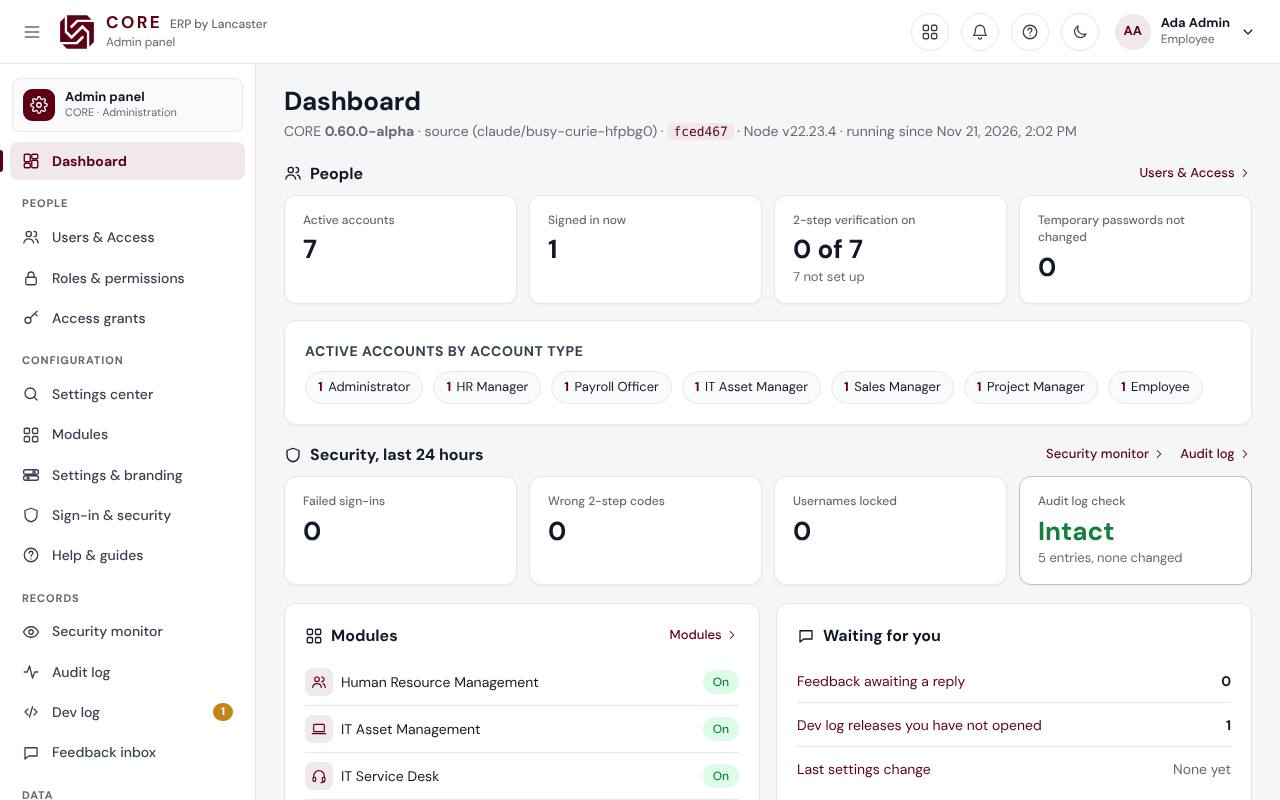 CORE ERP by Lancaster
Admin panel
AA
Ada Admin
Employee
Admin panel
CORE · Administration
Dashboard
PEOPLE
Users & Access
Roles & permissions
Access grants
CONFIGURATION
Settings center
Modules
Settings & branding
Sign-in & security
Help & guides
RECORDS
Security monitor
Audit log
Dev log 1
Feedback inbox
DATA
Dashboard
CORE 0.60.0-alpha · source (claude/busy-curie-hfpbg0) · fced467 · Node v22.23.4 · running since Nov 21, 2026, 2:02 PM
People
Users & Access
Active accounts
7
Signed in now
1
2-step verification on
0 of 7
7 not set up
Temporary passwords not
changed
0
ACTIVE ACCOUNTS BY ACCOUNT TYPE
1 Administrator 1 HR Manager 1 Payroll Officer 1 IT Asset Manager 1 Sales Manager 1 Project Manager 1 Employee
Security, last 24 hours
Security monitor Audit log
Failed sign-ins
0
Wrong 2-step codes
0
Usernames locked
0
Audit log check
Intact
5 entries, none changed
Modules
Modules
Human Resource Management On
IT Asset Management On
IT Service Desk On
Waiting for you
Feedback awaiting a reply 0
Dev log releases you have not opened 1
Last settings change None yet